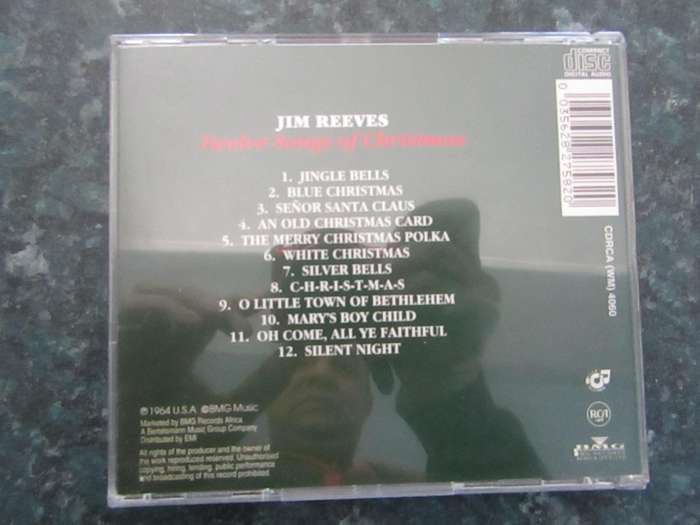 COMPACT
disc
DIGITAL AUDIO
JIM REEVES
Twelve Songs of Christmas
1. JINGLE BELLS
2. BLUE CHRISTMAS
3. SEÑOR SANTA CLAUS
4. AN OLD CHRISTMAS CARD
5. THE MERRY CHRISTMAS POLKA
6. WHITE CHRISTMAS
7. SILVER BELLS
8. C-H-R-I-S-T-M-A-S
9. O LITTLE TOWN OF BETHLEHEM
10. MARY'S BOY CHILD
11. OH COME, ALL YE FAITHFUL
12. SILENT NIGHT
0 035628 275820
CDRCA (WM) 4060
℗ 1964 U.S.A. ©BMG Music
Marketed by BMG Records Africa
A Bertelsmann Music Group Company
Distributed by EMI
All rights of the producer and the owner of
the work reproduced reserved. Unauthorised
copying, hiring, lending, public performance
and broadcasting of this record prohibited.
RCA
BMG